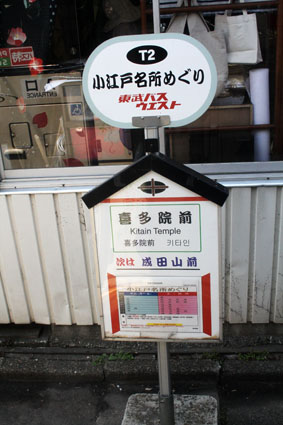 T2
小江戸名所めぐり
東武バス
ウエスト
ENTRANCE
喜多院前
Kitain Temple
喜多院前 키타인
次は 成田山前
小江戸名所めぐり